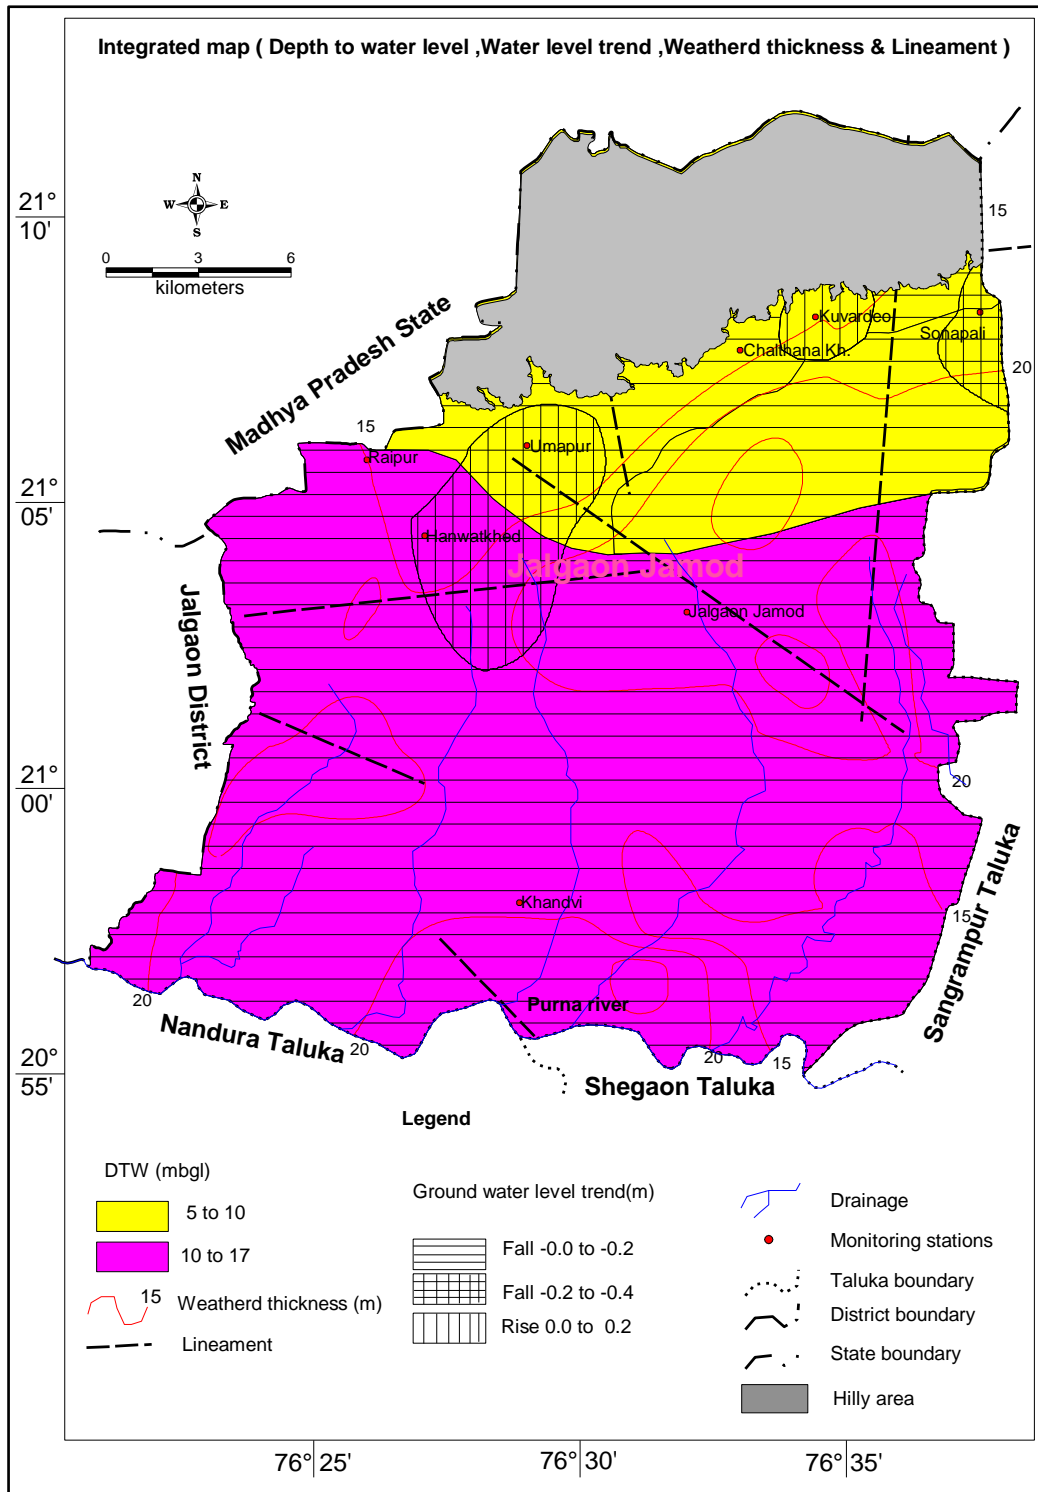 Integrated map ( Depth to water level ,Water level trend ,Weatherd thickness & Lineament )
N
W E
S
0 3 6
kilometers
21°
10'
21°
05'
21°
00'
20°
55'
Madhya Pradesh State
Jalgaon District
Nandura Taluka
Shegaon Taluka
Sangrampur Taluka
15
15
20
Kuvardeo
Sonapali
Chalthana Kh.
Umapur
Raipur
Hanwatkhed
Jalgaon Jamod
Jalgaon Jamod
20
Khandvi
15
Purna river
20
20
20
15
Legend
DTW (mbgl)
5 to 10
10 to 17
15 Weatherd thickness (m)
Lineament
Ground water level trend(m)
Fall -0.0 to -0.2
Fall -0.2 to -0.4
Rise 0.0 to 0.2
Drainage
Monitoring stations
Taluka boundary
District boundary
State boundary
Hilly area
76° 25'
76° 30'
76° 35'